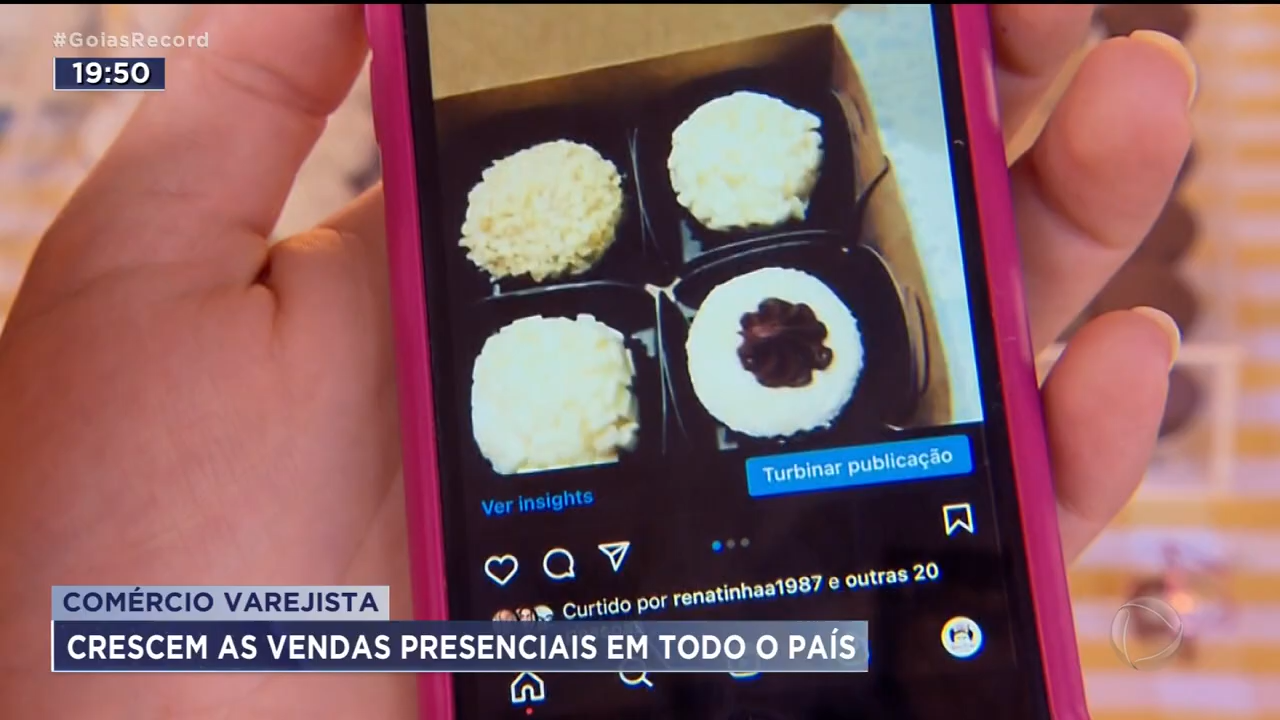 #GoiasRecord
19:50
Turbinar publicação
Ver insights
Curtido por renatinhaa1987 e outras 20
COMÉRCIO VAREJISTA
CRESCEM AS VENDAS PRESENCIAIS EM TODO O PAÍS